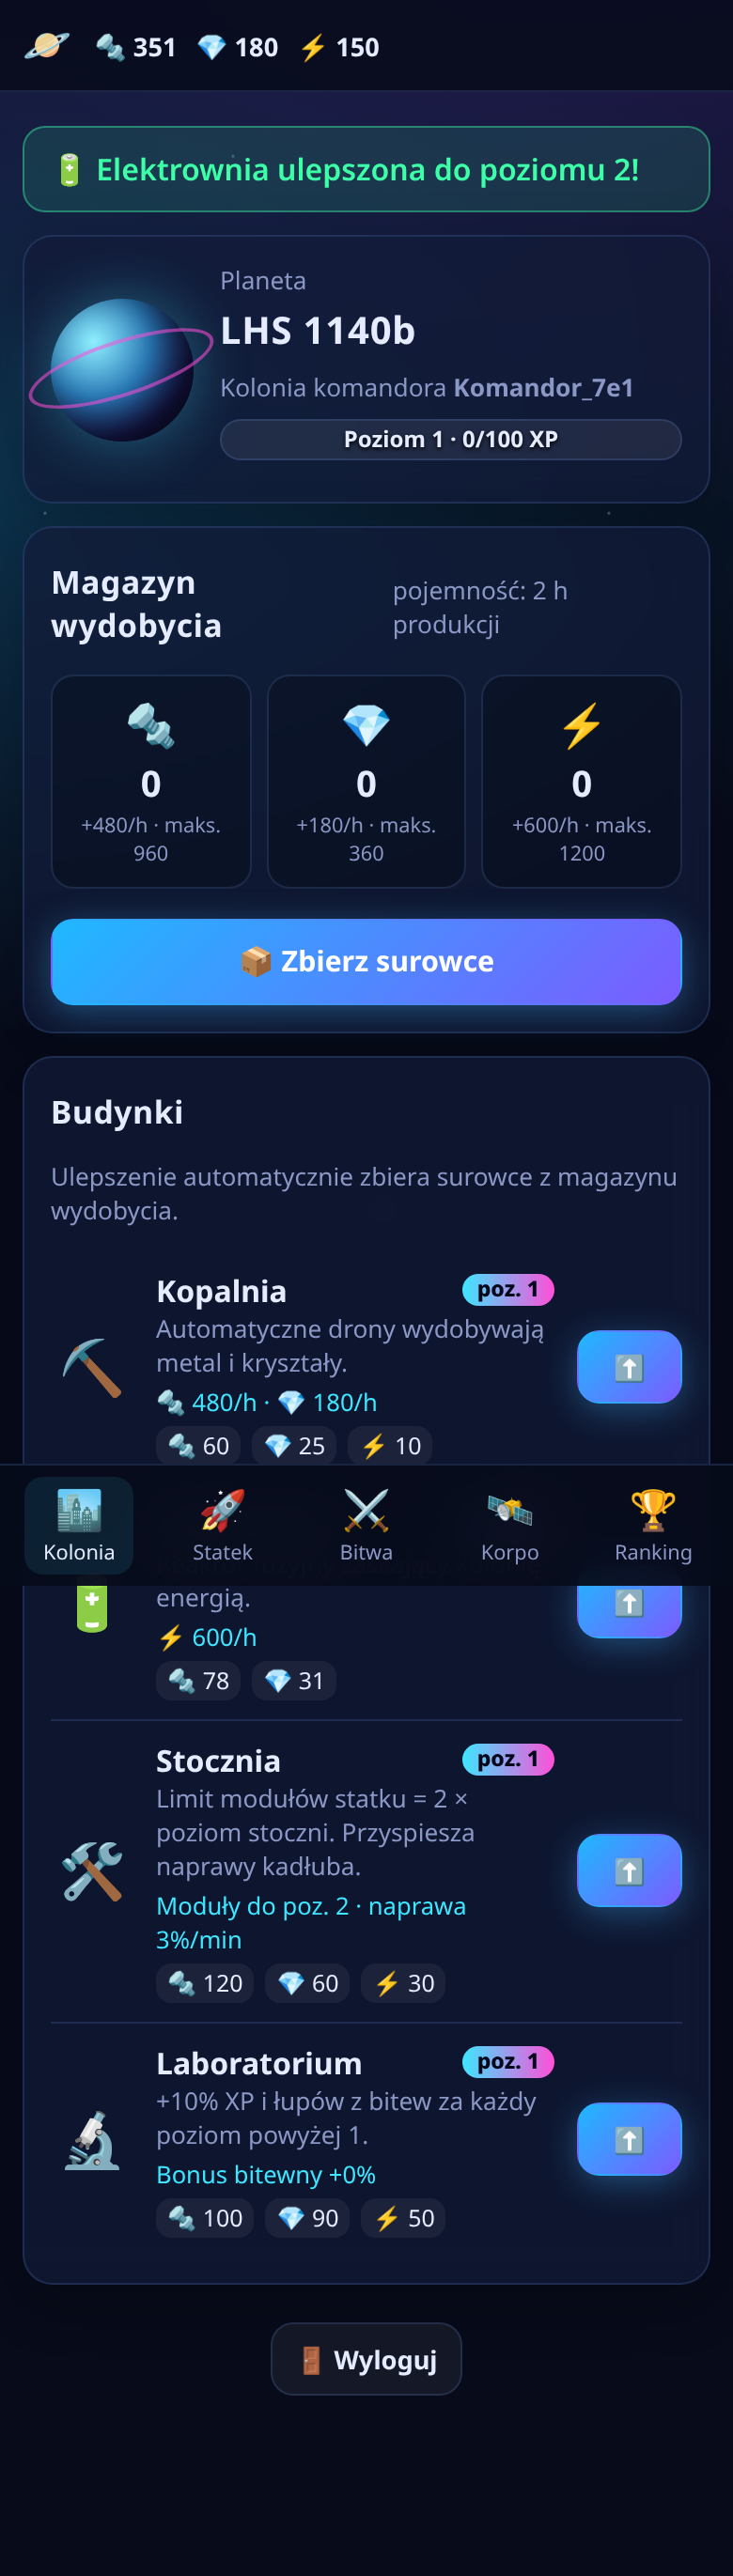 351 180 150
Elektrownia ulepszona do poziomu 2!
Planeta
LHS 1140b
Kolonia komandora Komandor_7e1
Poziom 1 · 0/100 XP
Magazyn
wydobycia
pojemność: 2 h
produkcji
0
+480/h · maks.
960
0
+180/h · maks.
360
0
+600/h · maks.
1200
Zbierz surowce
Budynki
Ulepszenie automatycznie zbiera surowce z magazynu
wydobycia.
Kopalnia
poz. 1
Automatyczne drony wydobywają
metal i kryształy.
480/h · 180/h
60 25 10
Kolonia Statek Bitwa Korpo Ranking
energią.
600/h
78 31
Stocznia
poz. 1
Limit modułów statku = 2 ×
poziom stoczni. Przyspiesza
naprawy kadłuba.
Moduły do poz. 2 · naprawa
3%/min
120 60 30
Laboratorium
poz. 1
+10% XP i łupów z bitew za każdy
poziom powyżej 1.
Bonus bitewny +0%
100 90 50
Wyloguj